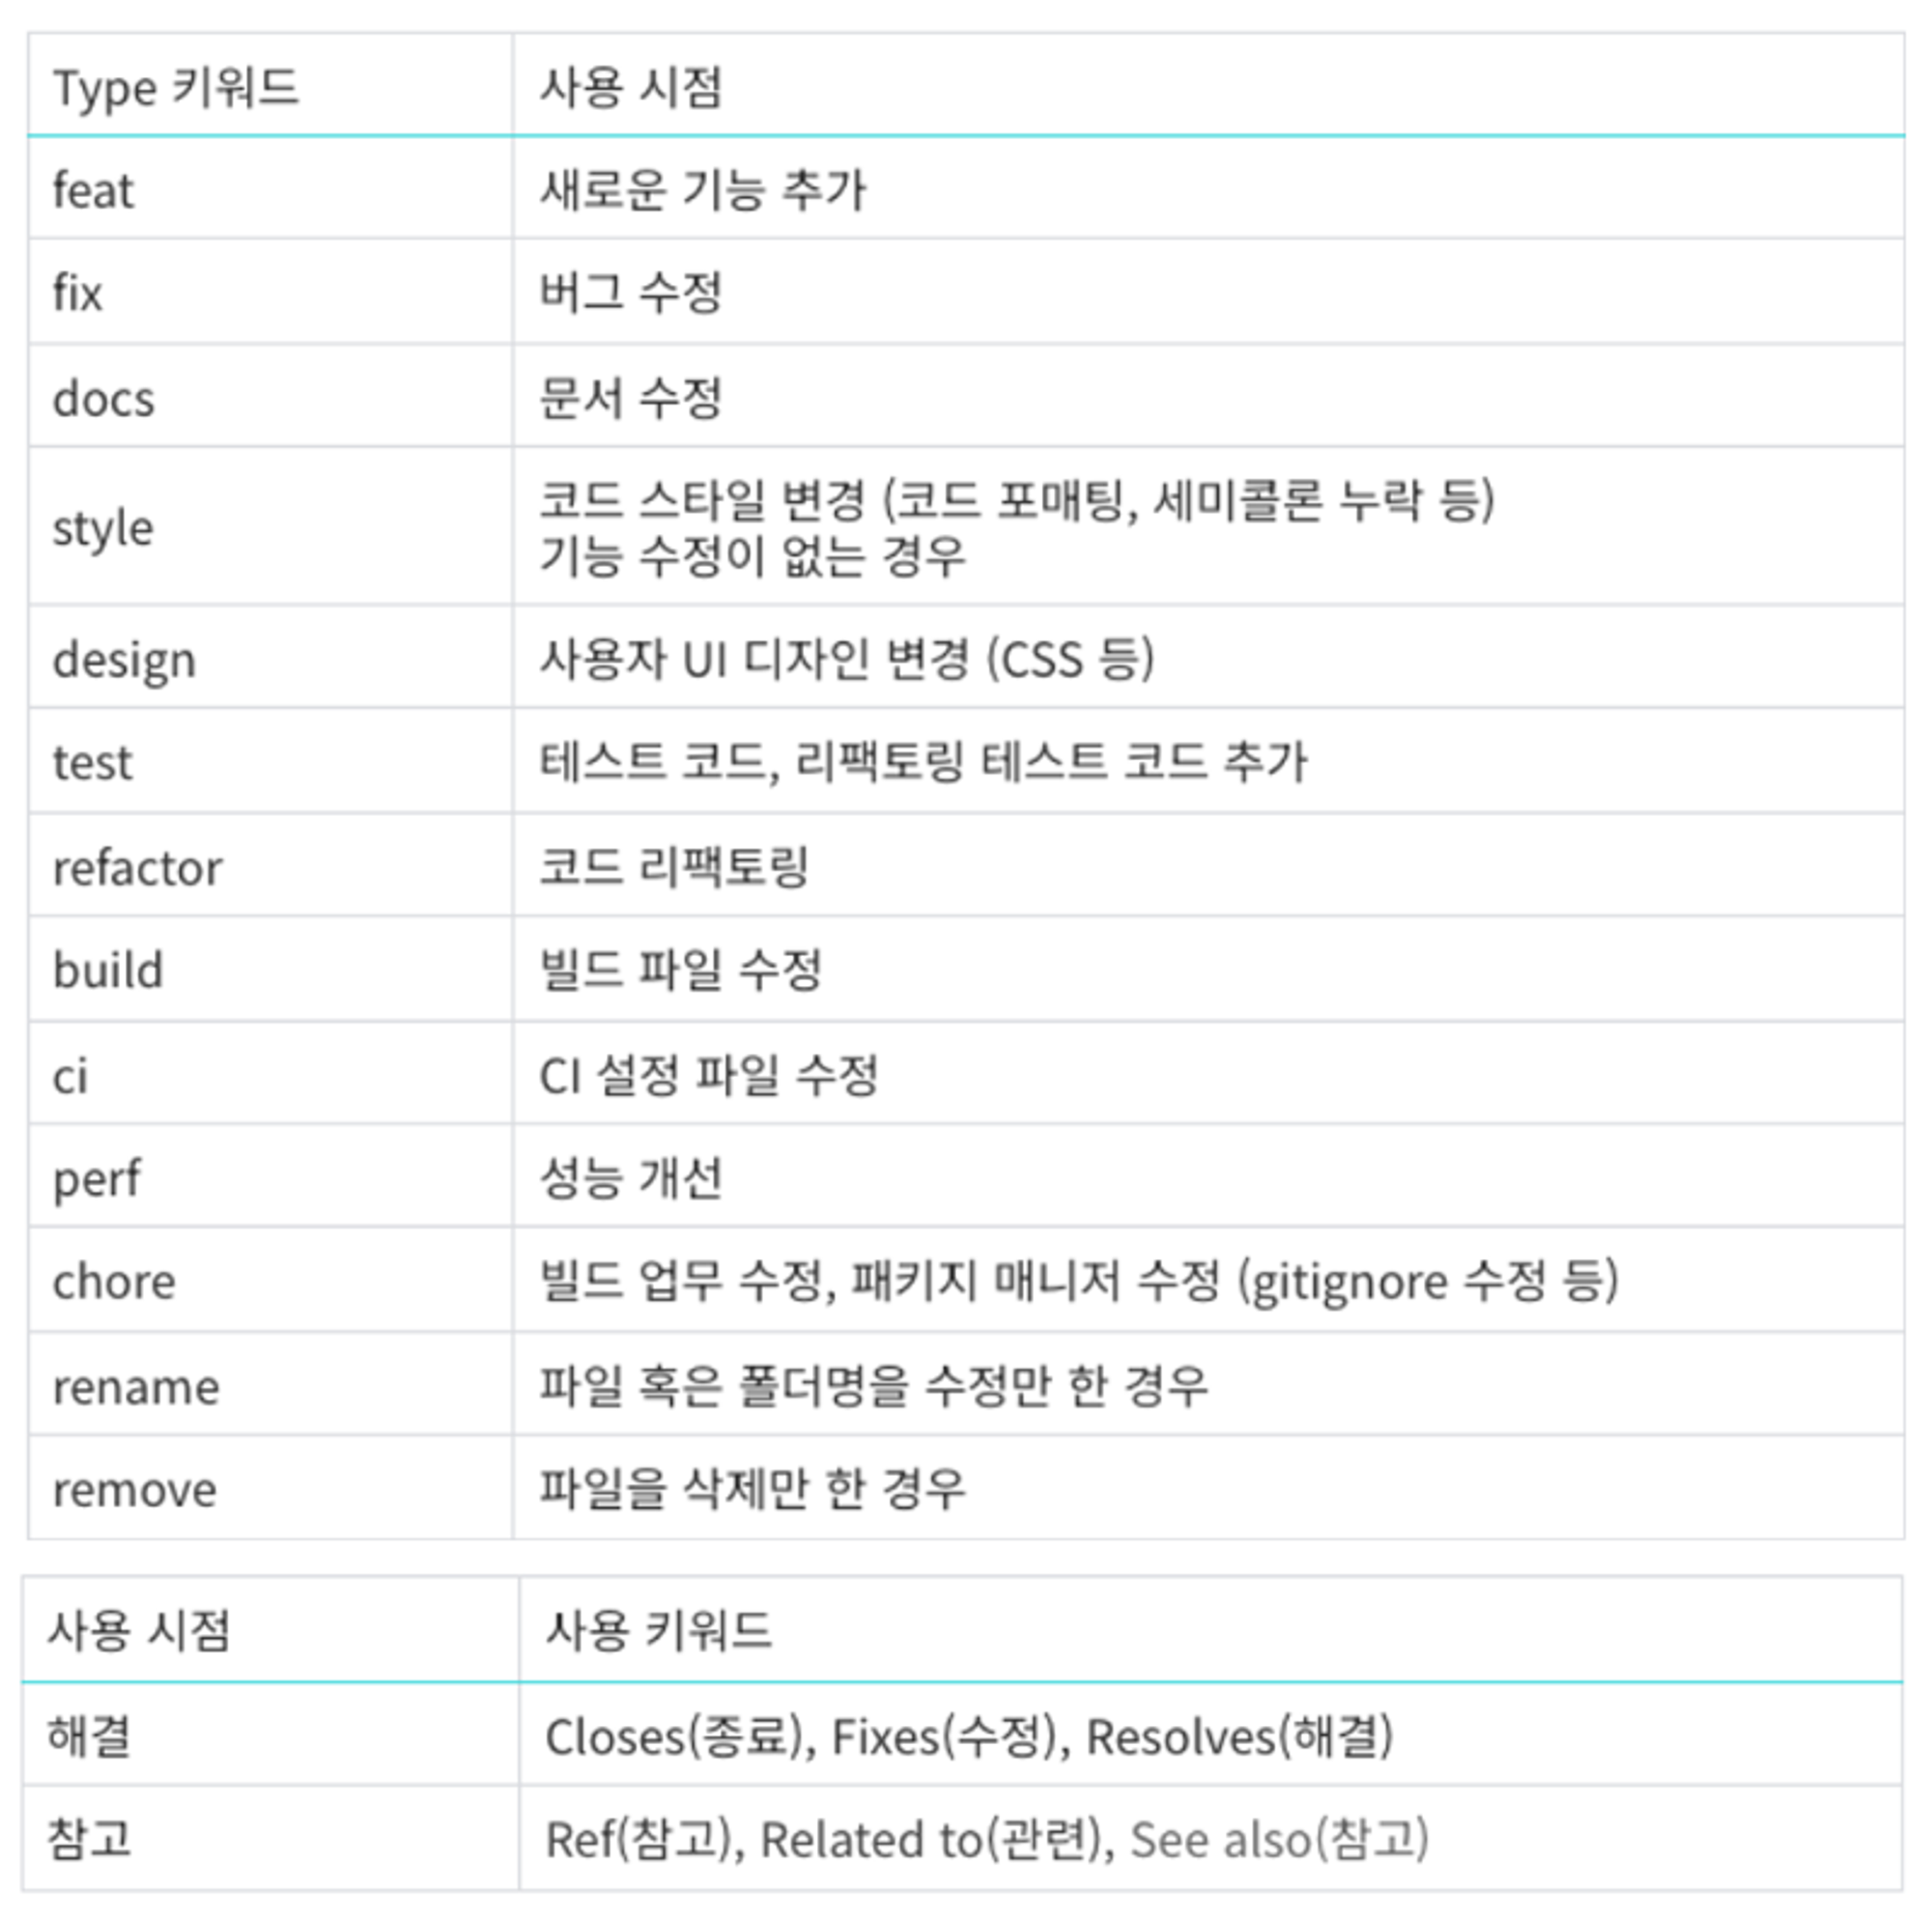 Type 키워드 사용 시점
feat 새로운 기능 추가
fix 버그 수정
docs 문서 수정
style 코드 스타일 변경 (코드 포매팅, 세미콜론 누락 등)
기능 수정이 없는 경우
design 사용자 UI 디자인 변경 (CSS 등)
test 테스트 코드, 리팩토링 테스트 코드 추가
refactor 코드 리팩토링
build 빌드 파일 수정
ci CI 설정 파일 수정
perf 성능 개선
chore 빌드 업무 수정, 패키지 매니저 수정 (gitignore 수정 등)
rename 파일 혹은 폴더명을 수정만 한 경우
remove 파일을 삭제만 한 경우
사용 시점 사용 키워드
해결 Closes(종료), Fixes(수정), Resolves(해결)
참고 Ref(참고), Related to(관련), See also(참고)